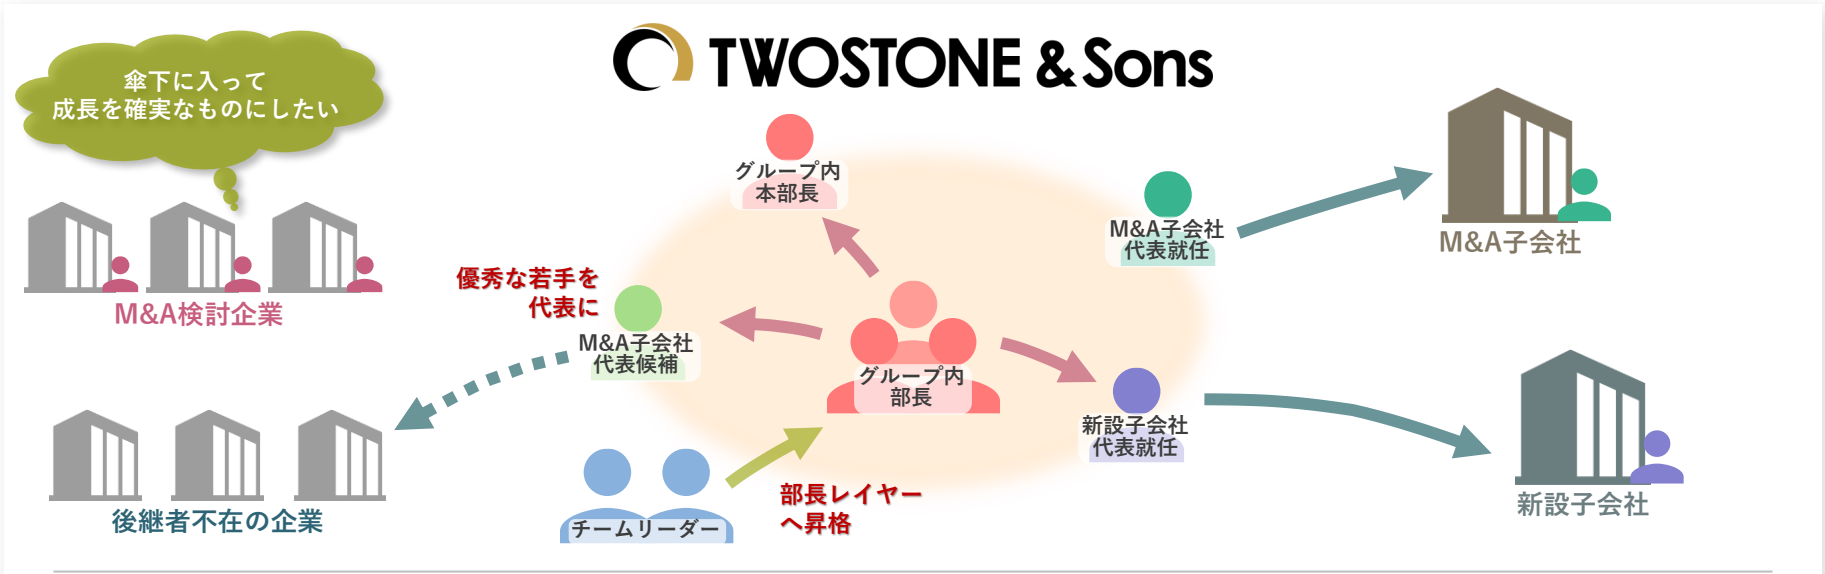 TWOSTONE & Sons
傘下に入って
成長を確実なものにしたい
M&A検討企業
後継者不在の企業
優秀な若手を
代表に
グループ内
本部長
M&A子会社
代表候補
グループ内
部長
チームリーダー
部長レイヤー
へ昇格
M&A子会社
代表就任
新設子会社
代表就任
M&A子会社
新設子会社